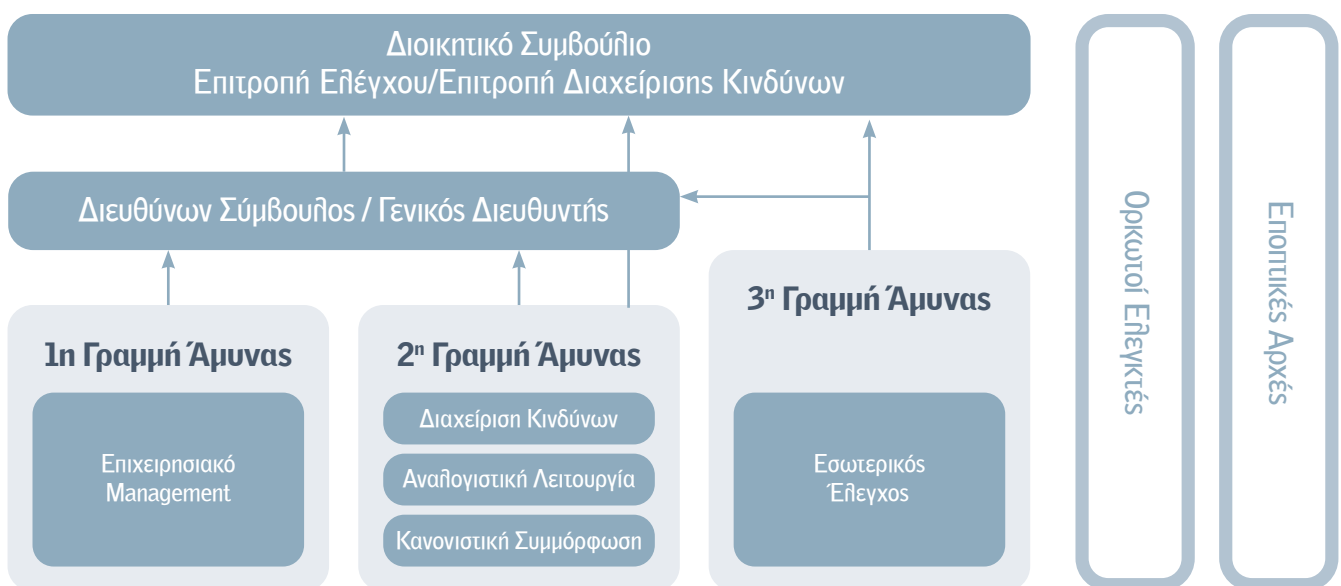 Διοικητικό Συμβούλιο
Επιτροπή Ελέγχου/Επιτροπή Διαχείρισης Κινδύνων
Διευθύνων Σύμβουλος / Γενικός Διευθυντής
1η Γραμμή Άμυνας
Επιχειρησιακό
Management
2η Γραμμή Άμυνας
Διαχείριση Κινδύνων
Αναλογιστική Λειτουργία
Κανονιστική Συμμόρφωση
3η Γραμμή Άμυνας
Εσωτερικός
Έλεγχος
Ορκωτοί Ελεγκτές
Εποπτικές Αρχές